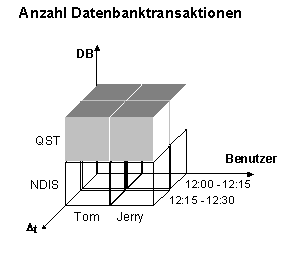 Anzahl Datenbanktransaktionen
DB
QST
Benutzer
NDIS
12:00 - 12:15
12:15 - 12:30
Tom Jerry
Δt